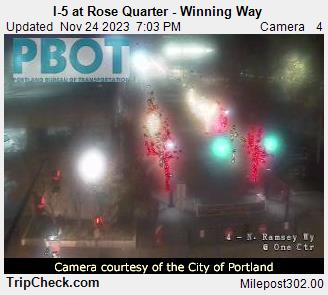 I-5 at Rose Quarter - Winning Way
Updated Nov 24 2023 7:03 PM Camera 4
PBOT
PORTLAND BUREAU OF TRANSPORTATION
4 - N. Ramsey Wy
@ One Ctr
Camera courtesy of the City of Portland
TripCheck.com Milepost302.00